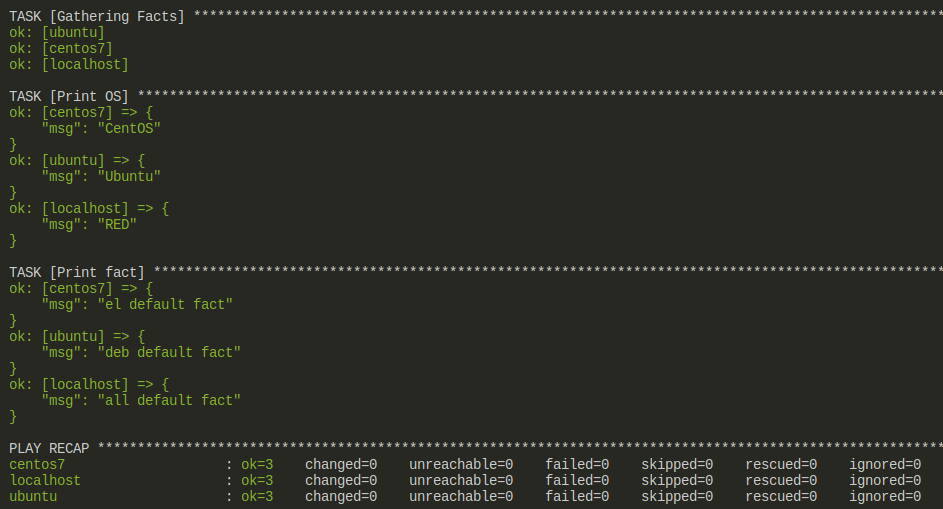 TASK [Gathering Facts] **********************************************************************************************
ok: [ubuntu]
ok: [centos7]
ok: [localhost]
TASK [Print OS] *****************************************************************************************************
ok: [centos7] => {
    "msg": "CentOS"
}
ok: [ubuntu] => {
    "msg": "Ubuntu"
}
ok: [localhost] => {
    "msg": "RED"
}
TASK [Print fact] ***************************************************************************************************
ok: [centos7] => {
    "msg": "el default fact"
}
ok: [ubuntu] => {
    "msg": "deb default fact"
}
ok: [localhost] => {
    "msg": "all default fact"
}
PLAY RECAP **********************************************************************************************************
centos7                    : ok=3    changed=0    unreachable=0    failed=0    skipped=0    rescued=0    ignored=0
localhost                  : ok=3    changed=0    unreachable=0    failed=0    skipped=0    rescued=0    ignored=0
ubuntu                     : ok=3    changed=0    unreachable=0    failed=0    skipped=0    rescued=0    ignored=0